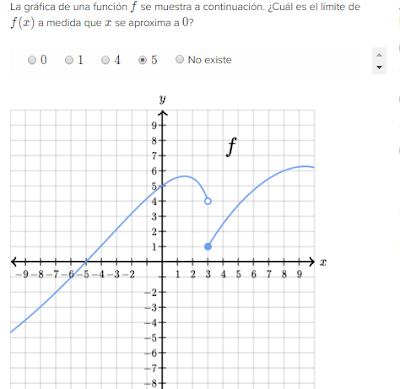 La gráfica de una función f se muestra a continuación. ¿Cuál es el límite de
f(x) a medida que x se aproxima a 0?
0 1 4 5 No existe
y
9
8
7
6
5
4
3
2
1
f
x
-9 -8 -7 -6 -5 -4 -3 -2 1 2 3 4 5 6 7 8 9
-2
-3
-4
-5
-6
-7
-8